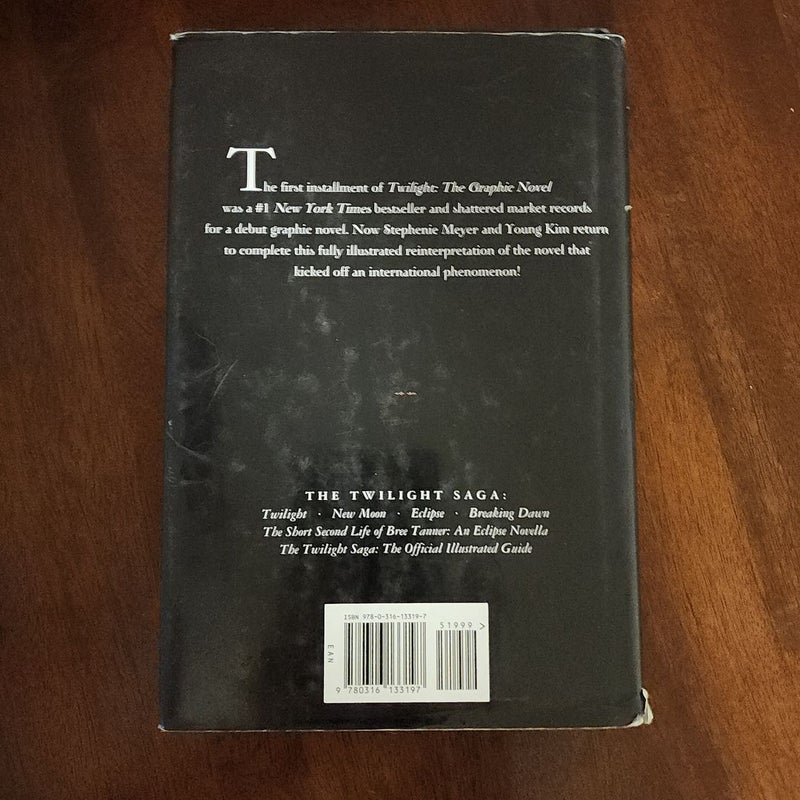 The first installment of Twilight: The Graphic Novel
was a #1 New York Times bestseller and shattered market records
for a debut graphic novel. Now Stephenie Meyer and Young Kim return
to complete this fully illustrated reinterpretation of the novel that
kicked off an international phenomenon!
THE TWILIGHT SAGA:
Twilight · New Moon · Eclipse · Breaking Dawn
The Short Second Life of Bree Tanner: An Eclipse Novella
The Twilight Saga: The Official Illustrated Guide
ISBN 978-0-316-13319-7
51999 >
EAN
9 780316 133197